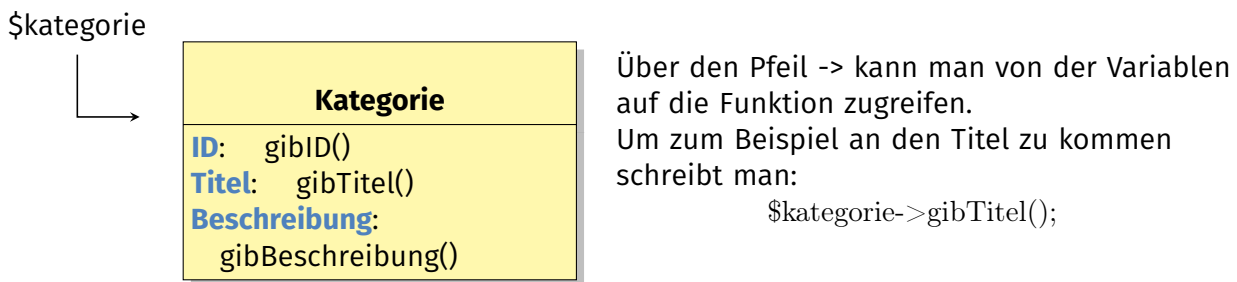 $kategorie
Kategorie
ID: gibID()
Titel: gibTitel()
Beschreibung:
gibBeschreibung()
Über den Pfeil -> kann man von der Variablen
auf die Funktion zugreifen.
Um zum Beispiel an den Titel zu kommen
schreibt man:
$kategorie->gibTitel();